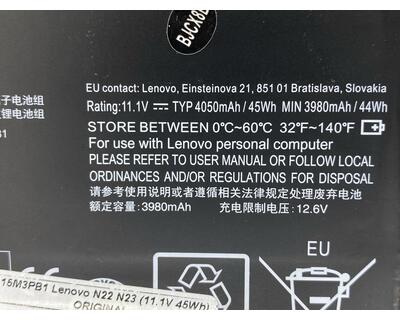 BJCX8
EU contact: Lenovo, Einsteinova 21, 851 01 Bratislava, Slovakia
Rating:11.1V⎓ TYP 4050mAh/45Wh MIN 3980mAh/44Wh
子电池组
锂电池组
STORE BETWEEN 0°C~60°C 32°F~140°F
81
For use with Lenovo personal computer
PLEASE REFER TO USER MANUAL OR FOLLOW LOCAL
ORDINANCES AND/OR REGULATIONS FOR DISPOSAL
请参考使用说明或者遵循相关法律规定处理废弃电池
额定容量:3980mAh 充电限制电压:12.6V
EU
15M3PB1 Lenovo N22 N23 (11.1V 45Wh)
ORIGINAL